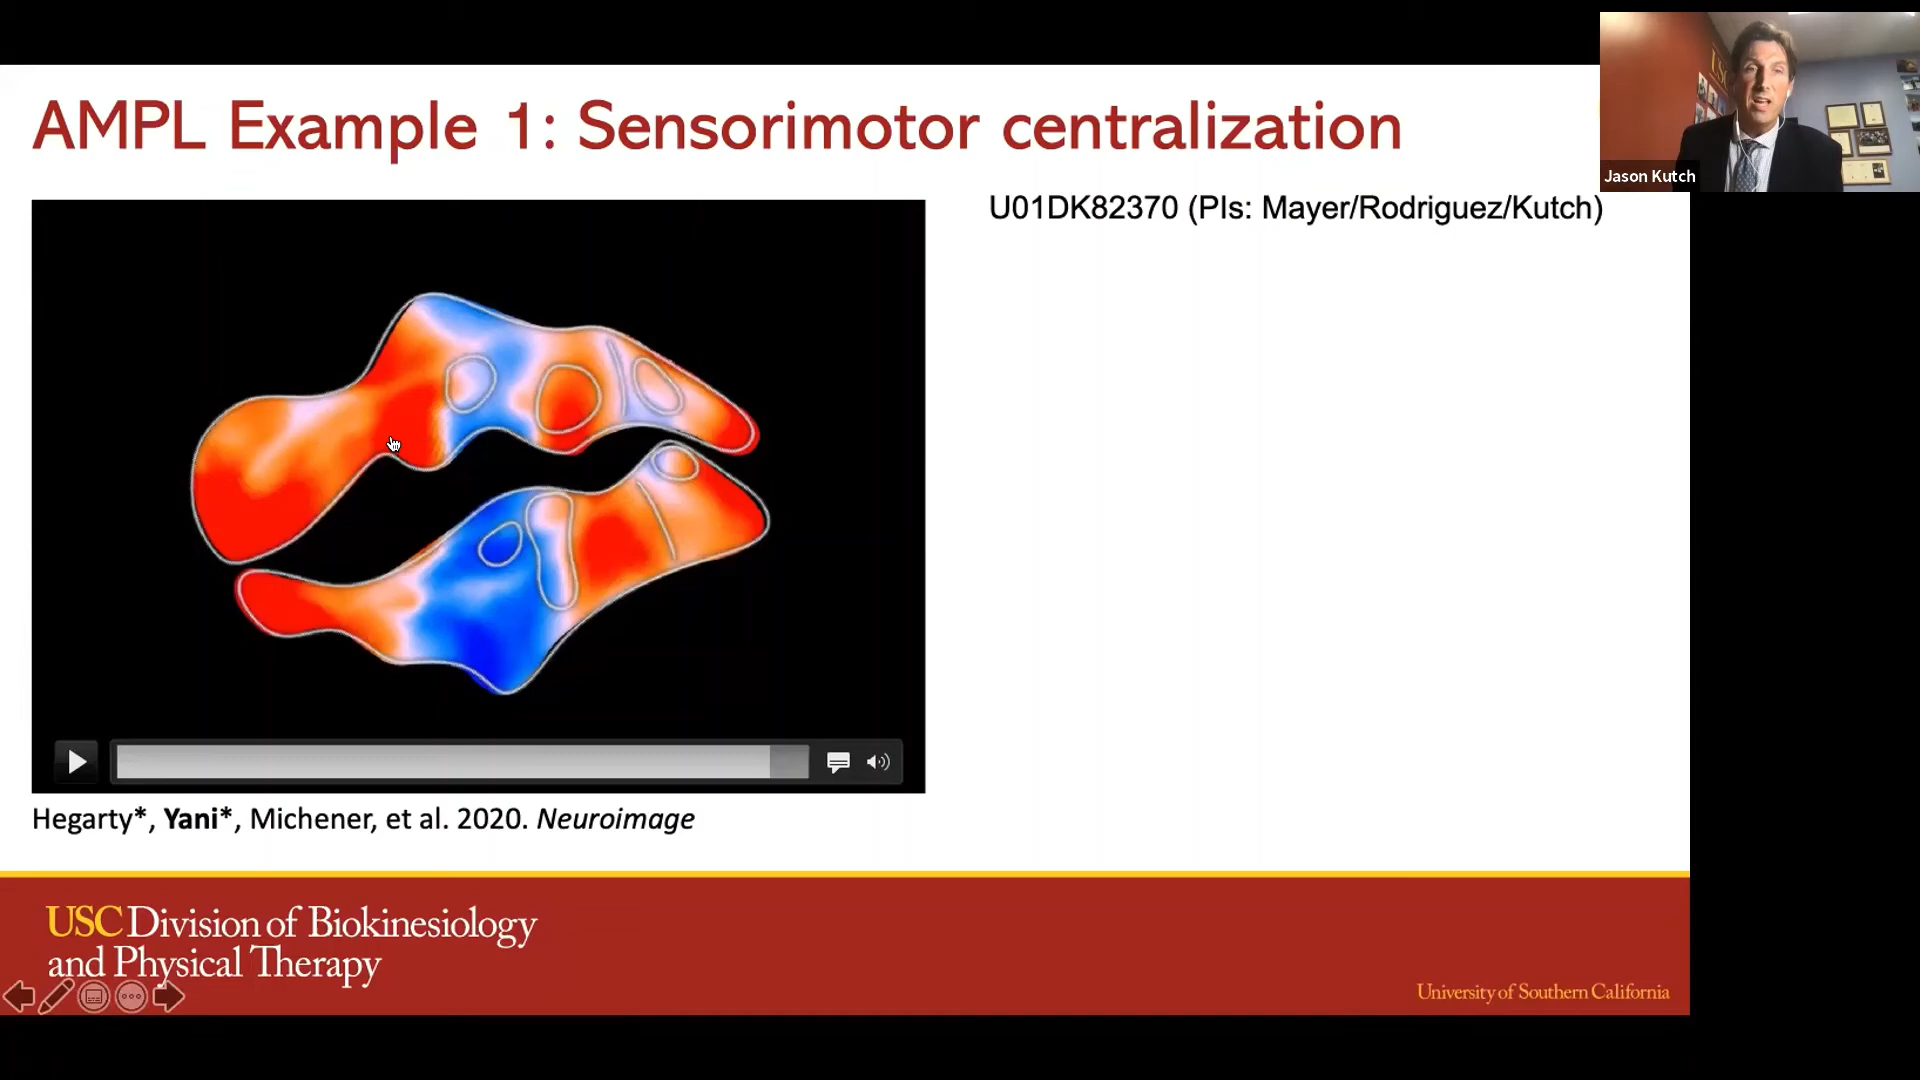 AMPL Example 1: Sensorimotor centralization
Jason Kutch
U01DK82370 (PIs: Mayer/Rodriguez/Kutch)
Hegarty*, Yani*, Michener, et al. 2020. Neuroimage
USC Division of Biokinesiology
and Physical Therapy
University of Southern California